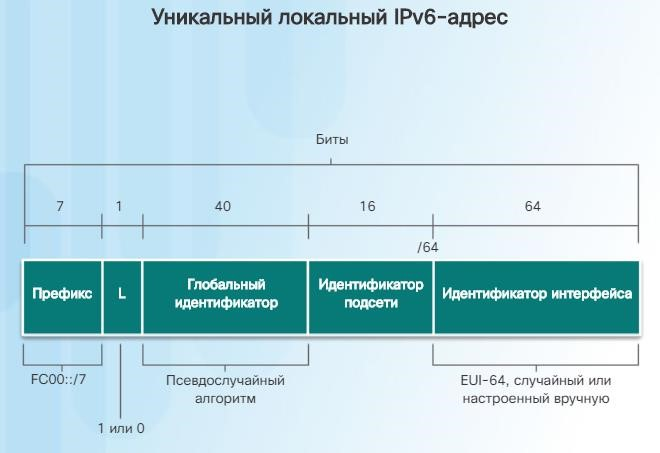 Уникальный локальный IPv6-адрес
Биты
7 1 40 16 64
/64
Префикс
L
Глобальный
идентификатор
Идентификатор
подсети
Идентификатор интерфейса
FC00::/7
1 или 0
Псевдослучайный
алгоритм
EUI-64, случайный или
настроенный вручную